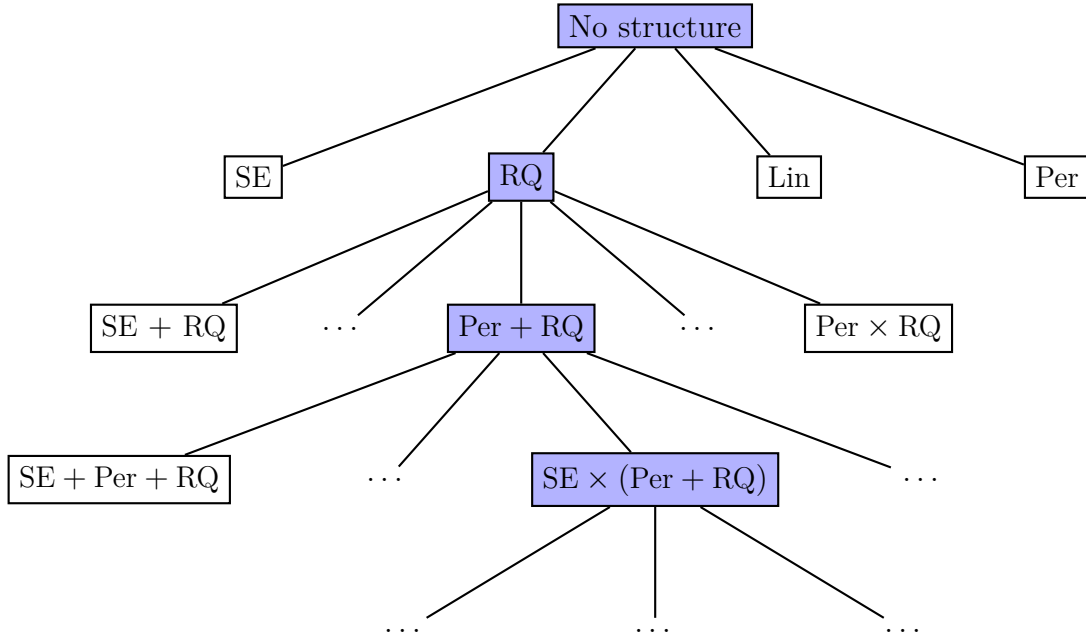 No structure
SE
RQ
Lin
Per
SE + RQ
...
Per + RQ
...
Per × RQ
SE + Per + RQ
...
SE × (Per + RQ)
...
...
...
...